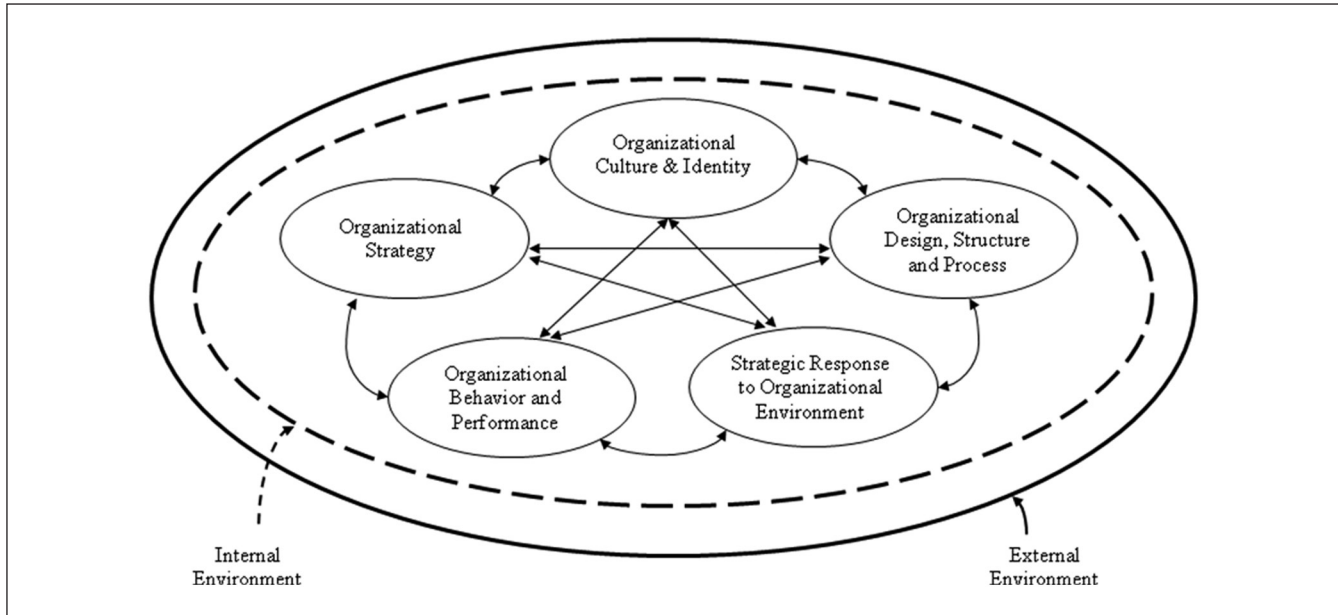 Organizational
Culture & Identity
Organizational
Strategy
Organizational
Design, Structure
and Process
Organizational
Behavior and
Performance
Strategic Response
to Organizational
Environment
Internal
Environment
External
Environment